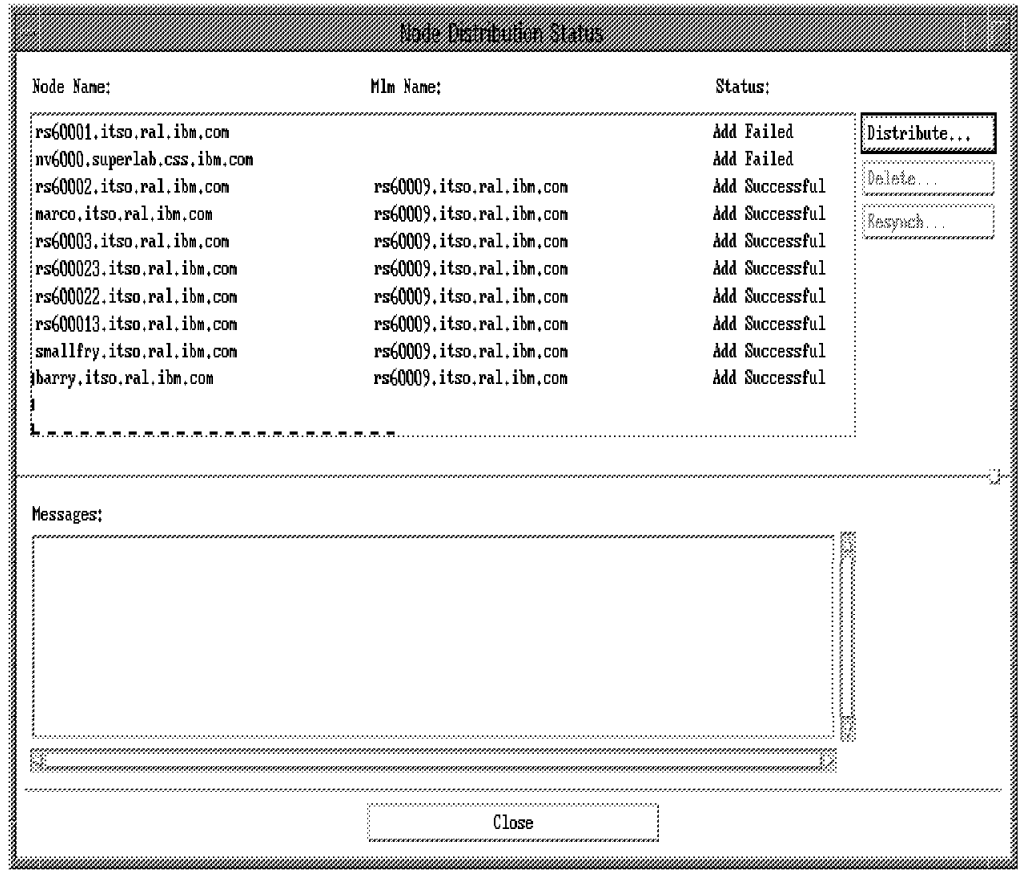 Node Distribution Status
Node Name: Mlm Name: Status:
rs60001.itso.ral.ibm.com Add Failed
nv6000.superlab.css.ibm.com Add Failed
rs60002.itso.ral.ibm.com rs60009.itso.ral.ibm.com Add Successful
marco.itso.ral.ibm.com rs60009.itso.ral.ibm.com Add Successful
rs60003.itso.ral.ibm.com rs60009.itso.ral.ibm.com Add Successful
rs600023.itso.ral.ibm.com rs60009.itso.ral.ibm.com Add Successful
rs600022.itso.ral.ibm.com rs60009.itso.ral.ibm.com Add Successful
rs600013.itso.ral.ibm.com rs60009.itso.ral.ibm.com Add Successful
smallfry.itso.ral.ibm.com rs60009.itso.ral.ibm.com Add Successful
barry.itso.ral.ibm.com rs60009.itso.ral.ibm.com Add Successful
Distribute...
Delete...
Resynch...
Messages:
Close